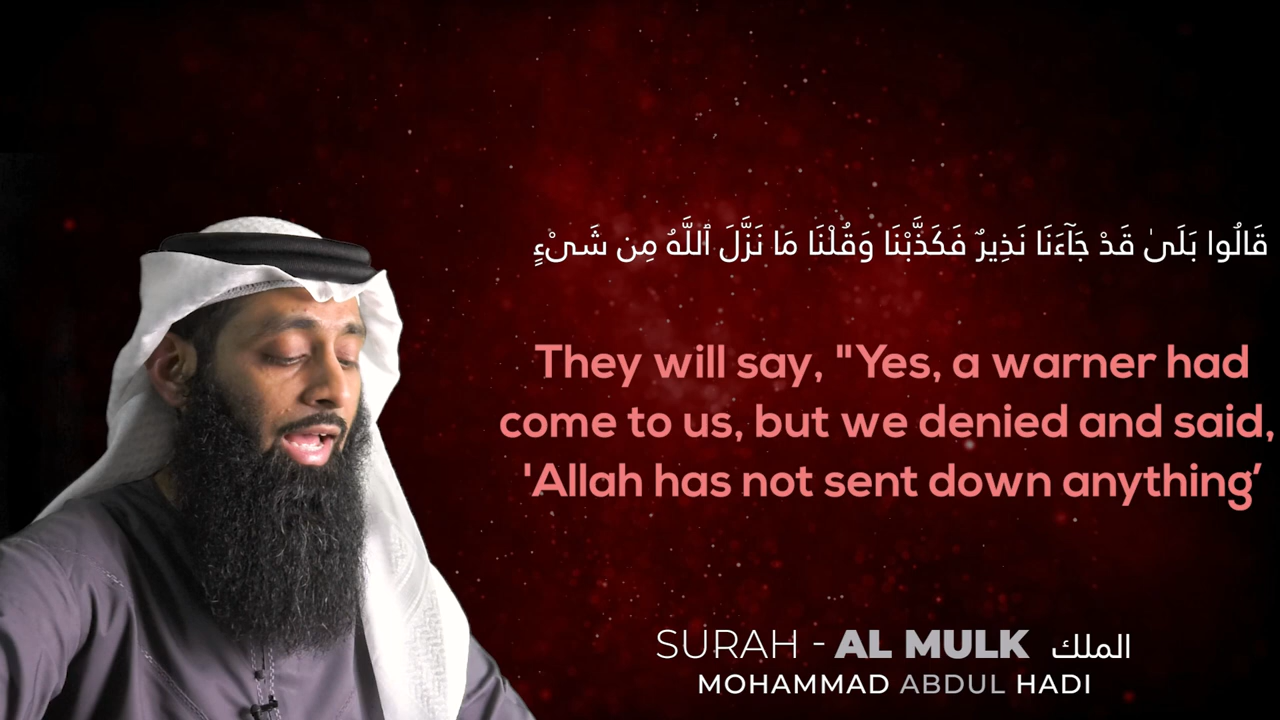 قَالُوا بَلَىٰ قَدْ جَآءَنَا نَذِيرٌ فَكَذَّبْنَا وَقُلْنَا مَا نَزَّلَ ٱللَّهُ مِن شَىْءٍ
They will say, "Yes, a warner had
come to us, but we denied and said,
'Allah has not sent down anything’
SURAH - AL MULK الملك
MOHAMMAD ABDUL HADI